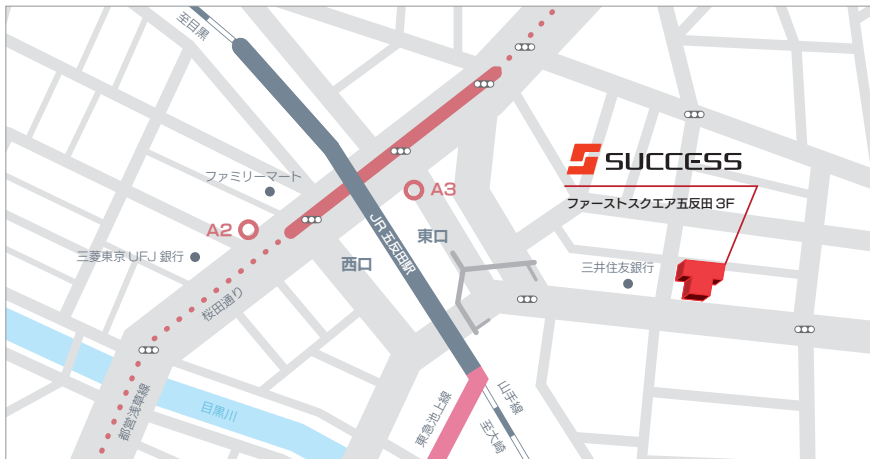 至目黒
SUCCESS
ファミリーマート
A3
ファーストスクエア五反田 3F
A2
JR 五反田駅
東口
三菱東京 UFJ 銀行
西口
三井住友銀行
桜田通り
都営浅草線
目黒川
東急池上線
山手線
至大崎